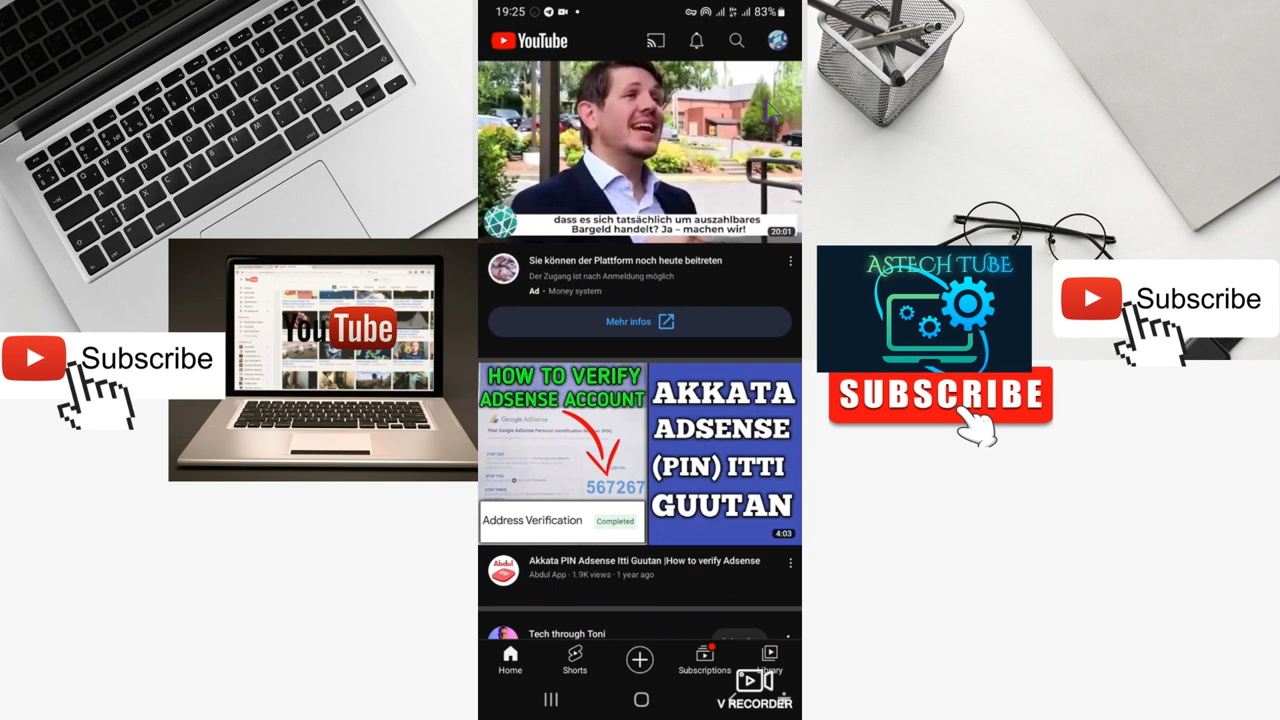 19:25
83%
YouTube
dass es sich tatsächlich um auszahlbares
Bargeld handelt? Ja – machen wir!
20:01
Sie können der Plattform noch heute beitreten
Der Zugang ist nach Anmeldung möglich
Ad • Money system
Mehr infos
HOW TO VERIFY
ADSENSE ACCOUNT
Google AdSense
567267
Address Verification
Completed
AKKATA
ADSENSE
(PIN) ITTI
GUUTAN
4:03
Abdul
Akkata PIN Adsense Itti Guutan |How to verify Adsense
Abdul App · 1.9K views · 1 year ago
Tech through Toni
Home
Shorts
Subscriptions
Library
V RECORDER
Subscribe
YouTube
ASTECH TUBE
SUBSCRIBE
Subscribe